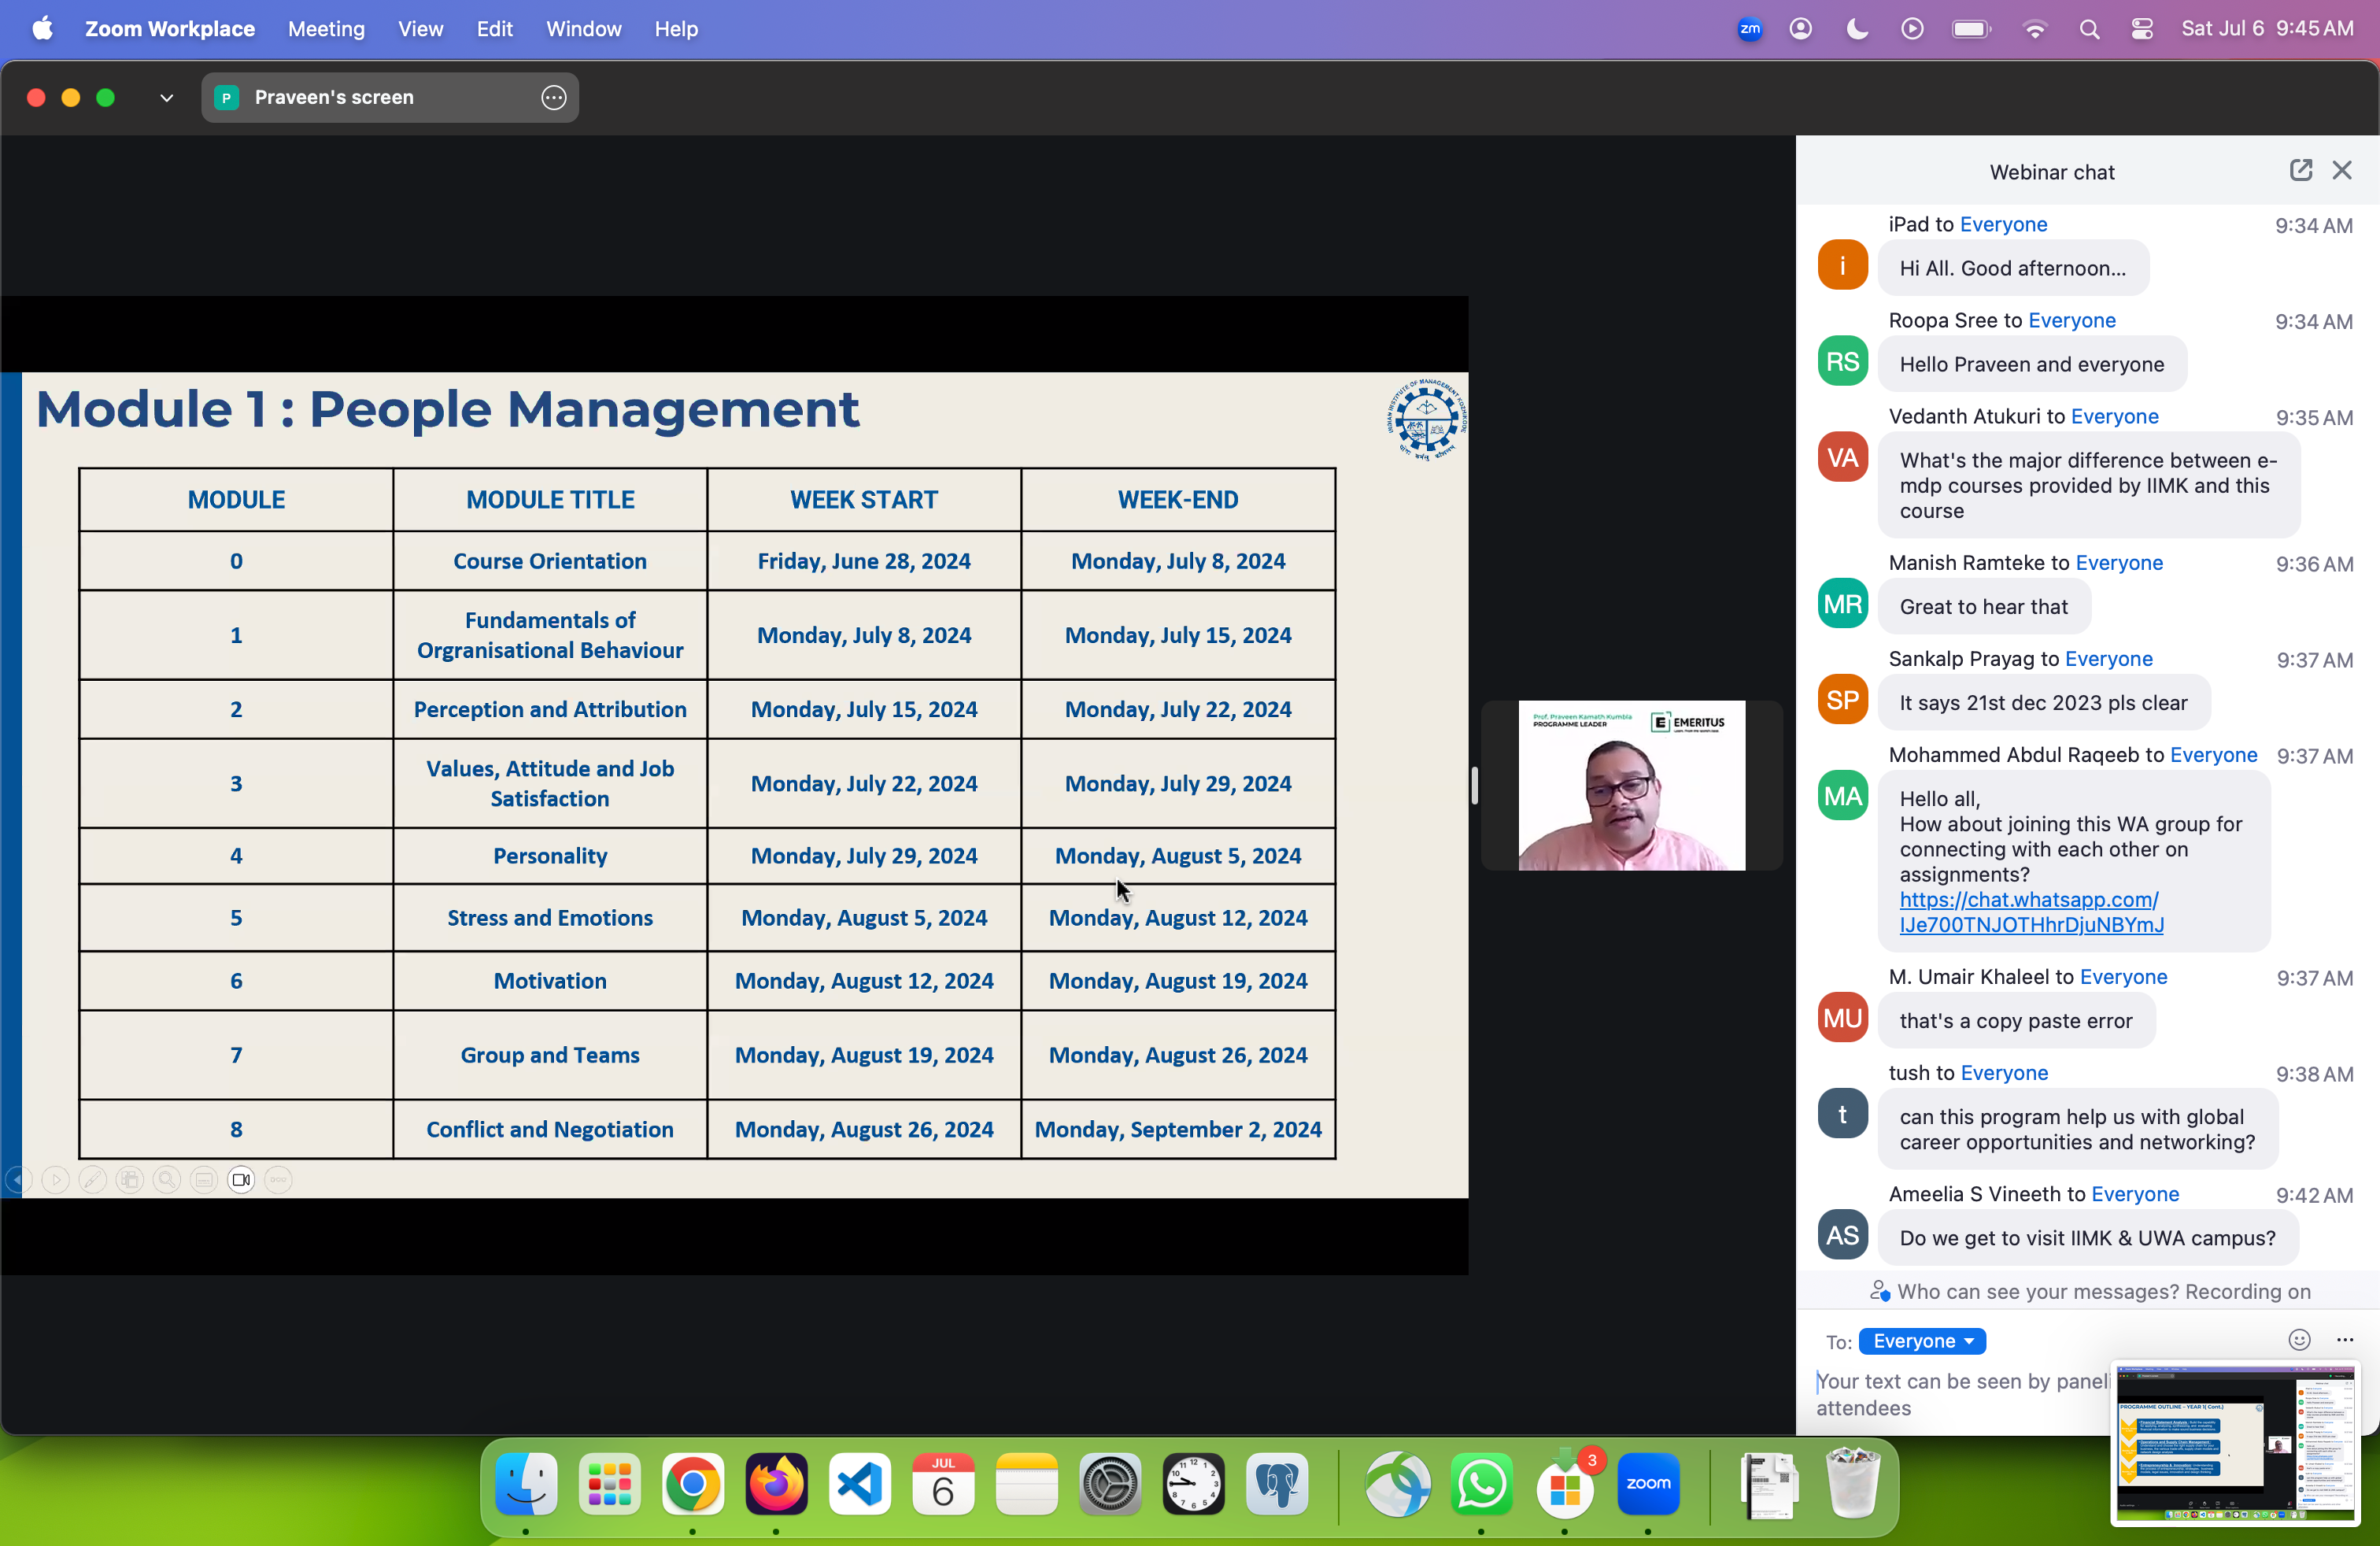 Zoom Workplace Meeting View Edit Window Help
zm
Sat Jul 6 9:45 AM
P Praveen's screen
Module 1 : People Management
INDIAN INSTITUTE OF MANAGEMENT KOZHIKODE
MODULE MODULE TITLE WEEK START WEEK-END
0 Course Orientation Friday, June 28, 2024 Monday, July 8, 2024
1 Fundamentals of
Orgranisational Behaviour Monday, July 8, 2024 Monday, July 15, 2024
2 Perception and Attribution Monday, July 15, 2024 Monday, July 22, 2024
3 Values, Attitude and Job
Satisfaction Monday, July 22, 2024 Monday, July 29, 2024
4 Personality Monday, July 29, 2024 Monday, August 5, 2024
5 Stress and Emotions Monday, August 5, 2024 Monday, August 12, 2024
6 Motivation Monday, August 12, 2024 Monday, August 19, 2024
7 Group and Teams Monday, August 19, 2024 Monday, August 26, 2024
8 Conflict and Negotiation Monday, August 26, 2024 Monday, September 2, 2024
Prof. Praveen Kamath Kumbla
PROGRAMME LEADER
E EMERITUS
Webinar chat
iPad to Everyone 9:34 AM
i
Hi All. Good afternoon...
Roopa Sree to Everyone 9:34 AM
RS
Hello Praveen and everyone
Vedanth Atukuri to Everyone 9:35 AM
VA
What's the major difference between e-
mdp courses provided by IIMK and this
course
Manish Ramteke to Everyone 9:36 AM
MR
Great to hear that
Sankalp Prayag to Everyone 9:37 AM
SP
It says 21st dec 2023 pls clear
Mohammed Abdul Raqeeb to Everyone 9:37 AM
MA
Hello all,
How about joining this WA group for
connecting with each other on
assignments?
https://chat.whatsapp.com/
IJe700TNJOTHhrDjuNBYmJ
M. Umair Khaleel to Everyone 9:37 AM
MU
that's a copy paste error
tush to Everyone 9:38 AM
t
can this program help us with global
career opportunities and networking?
Ameelia S Vineeth to Everyone 9:42 AM
AS
Do we get to visit IIMK & UWA campus?
Who can see your messages? Recording on
To: Everyone
Your text can be seen by paneli
attendees
PROGRAMME OUTLINE – YEAR 1( Cont.)
JUL
6
3
zoom